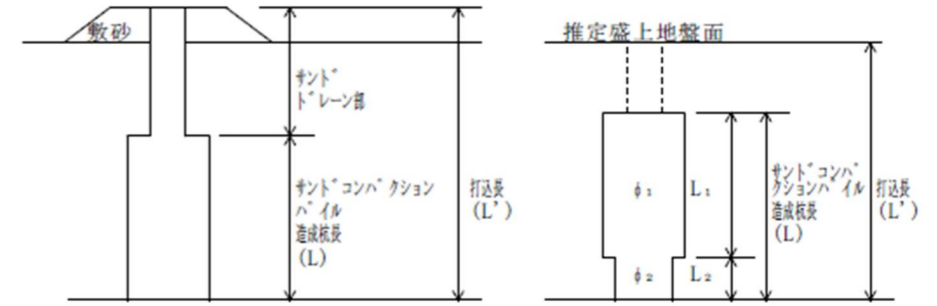 敷砂
サンド
ドレーン部
サンドコンパクション
パイル
造成杭長
(L)
打込長
(L')
推定盛上地盤面
φ₁
L₁
φ₂
L₂
サンドコンパ
クションパイル
造成杭長
(L)
打込長
(L')